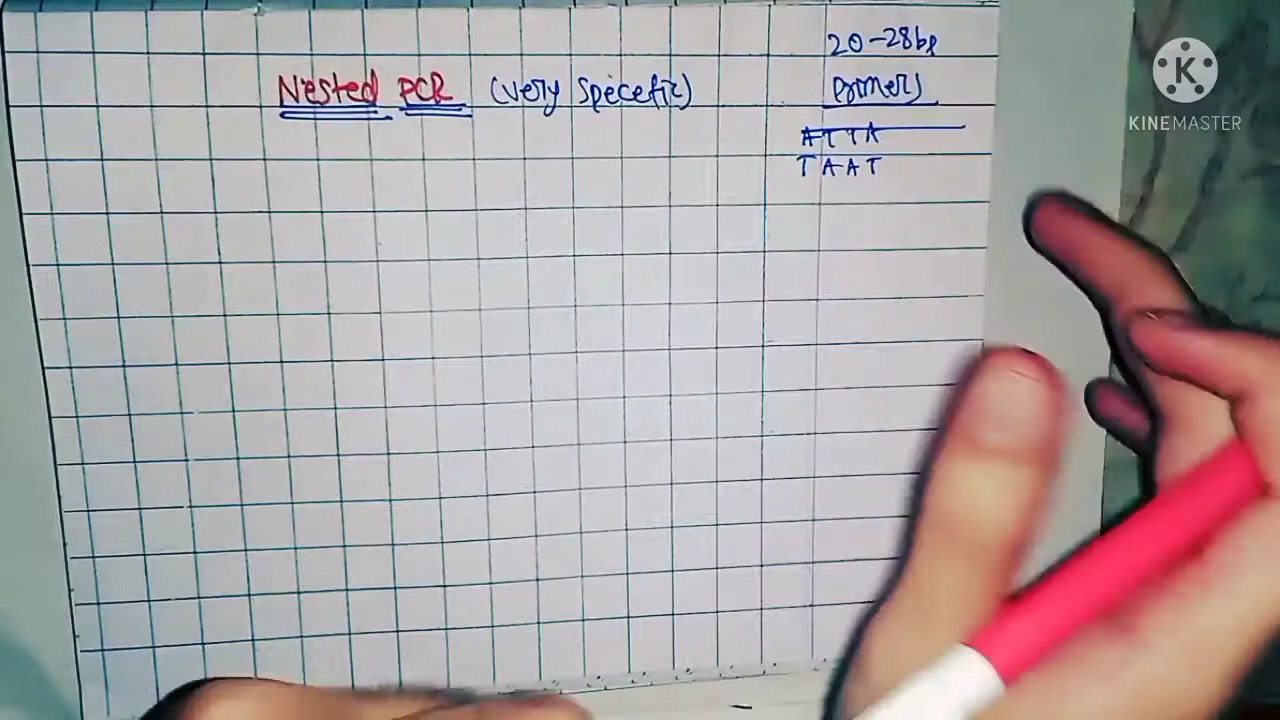 20-28bp
Nested PCR (very Specefic)
primers
ATTA
TAAT
KINEMASTER